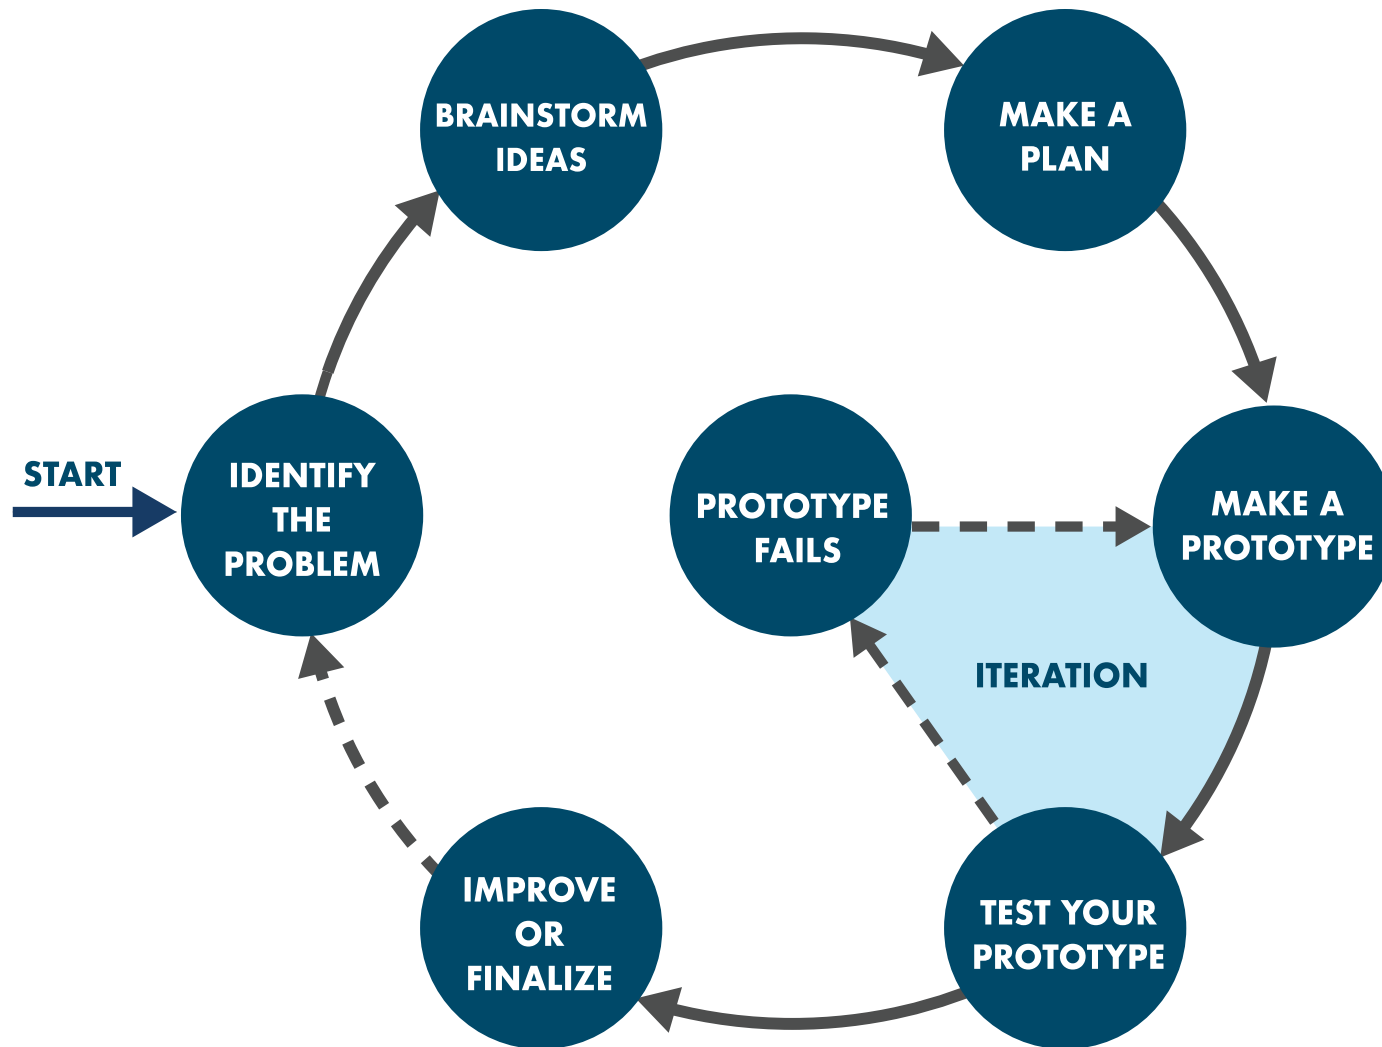 BRAINSTORM
IDEAS
MAKE A
PLAN
START
IDENTIFY
THE
PROBLEM
PROTOTYPE
FAILS
MAKE A
PROTOTYPE
ITERATION
IMPROVE
OR
FINALIZE
TEST YOUR
PROTOTYPE